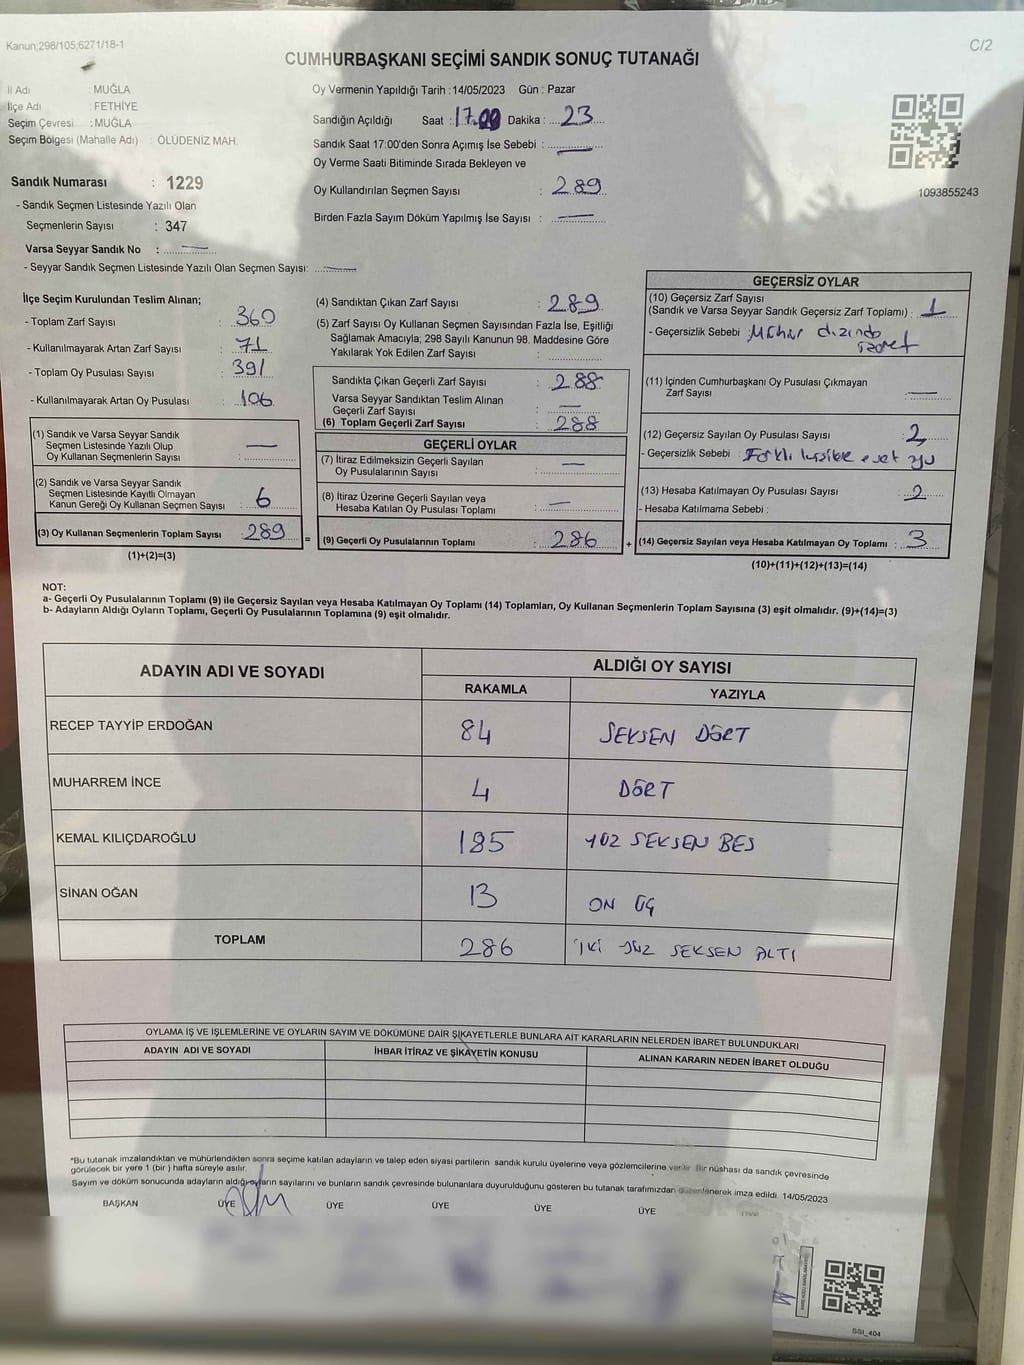 Kanun;298/105;6271/18-1
C/2
CUMHURBAŞKANI SEÇİMİ SANDIK SONUÇ TUTANAĞI
İl Adı : MUĞLA
İlçe Adı : FETHİYE
Seçim Çevresi : MUĞLA
Seçim Bölgesi (Mahalle Adı) : ÖLÜDENİZ MAH.
Sandık Numarası : 1229
- Sandık Seçmen Listesinde Yazılı Olan
Seçmenlerin Sayısı : 347
Varsa Seyyar Sandık No : —
- Seyyar Sandık Seçmen Listesinde Yazılı Olan Seçmen Sayısı: —
Oy Vermenin Yapıldığı Tarih :14/05/2023 Gün : Pazar
Sandığın Açıldığı Saat : 17.00 Dakika : 23
Sandık Saat 17:00'den Sonra Açımış İse Sebebi : —
Oy Verme Saati Bitiminde Sırada Bekleyen ve
Oy Kullandırılan Seçmen Sayısı : 289
Birden Fazla Sayım Döküm Yapılmış İse Sayısı : —
1093855243
İlçe Seçim Kurulundan Teslim Alınan;
- Toplam Zarf Sayısı : 360
- Kullanılmayarak Artan Zarf Sayısı : 71
- Toplam Oy Pusulası Sayısı : 391
- Kullanılmayarak Artan Oy Pusulası : 106
(1) Sandık ve Varsa Seyyar Sandık
Seçmen Listesinde Yazılı Olup
Oy Kullanan Seçmenlerin Sayısı : —
(2) Sandık ve Varsa Seyyar Sandık
Seçmen Listesinde Kayıtlı Olmayan
Kanun Gereği Oy Kullanan Seçmen Sayısı : 6
(3) Oy Kullanan Seçmenlerin Toplam Sayısı : 289
(1)+(2)=(3)
(4) Sandıktan Çıkan Zarf Sayısı : 289
(5) Zarf Sayısı Oy Kullanan Seçmen Sayısından Fazla İse, Eşitliği
Sağlamak Amacıyla; 298 Sayılı Kanunun 98. Maddesine Göre
Yakılarak Yok Edilen Zarf Sayısı :
Sandıkta Çıkan Geçerli Zarf Sayısı : 288
Varsa Seyyar Sandıktan Teslim Alınan
Geçerli Zarf Sayısı : —
(6) Toplam Geçerli Zarf Sayısı : 288
GEÇERLİ OYLAR
(7) İtiraz Edilmeksizin Geçerli Sayılan
Oy Pusulalarının Sayısı : —
(8) İtiraz Üzerine Geçerli Sayılan veya
Hesaba Katılan Oy Pusulası Toplamı : —
(9) Geçerli Oy Pusulalarının Toplamı : 286
=
+
GEÇERSİZ OYLAR
(10) Geçersiz Zarf Sayısı
(Sandık ve Varsa Seyyar Sandık Geçersiz Zarf Toplamı) : 1
- Geçersizlik Sebebi : Mühür dışında
işaret
(11) İçinden Cumhurbaşkanı Oy Pusulası Çıkmayan
Zarf Sayısı : —
(12) Geçersiz Sayılan Oy Pusulası Sayısı : 2
- Geçersizlik Sebebi : Farklı evet oyu
(13) Hesaba Katılmayan Oy Pusulası Sayısı : 2
- Hesaba Katılmama Sebebi :
(14) Geçersiz Sayılan veya Hesaba Katılmayan Oy Toplamı : 3
(10)+(11)+(12)+(13)=(14)
NOT:
a- Geçerli Oy Pusulalarının Toplamı (9) ile Geçersiz Sayılan veya Hesaba Katılmayan Oy Toplamı (14) Toplamları, Oy Kullanan Seçmenlerin Toplam Sayısına (3) eşit olmalıdır. (9)+(14)=(3)
b- Adayların Aldığı Oyların Toplamı, Geçerli Oy Pusulalarının Toplamına (9) eşit olmalıdır.
ADAYIN ADI VE SOYADI
ALDIĞI OY SAYISI
RAKAMLA YAZIYLA
RECEP TAYYİP ERDOĞAN 84 SEKSEN DÖRT
MUHARREM İNCE 4 DÖRT
KEMAL KILIÇDAROĞLU 185 YÜZ SEKSEN BEŞ
SİNAN OĞAN 13 ON ÜÇ
TOPLAM 286 İKİ YÜZ SEKSEN ALTI
OYLAMA İŞ VE İŞLEMLERİNE VE OYLARIN SAYIM VE DÖKÜMÜNE DAİR ŞİKAYETLERLE BUNLARA AİT KARARLARIN NELERDEN İBARET BULUNDUKLARI
ADAYIN ADI VE SOYADI İHBAR İTİRAZ VE ŞİKAYETİN KONUSU ALINAN KARARIN NEDEN İBARET OLDUĞU
*Bu tutanak imzalandıktan ve mühürlendikten sonra seçime katılan adayların ve talep eden siyasi partilerin sandık kurulu üyelerine veya gözlemcilerine verilir. Bir nüshası da sandık çevresinde
görülecek bir yere 1 (bir ) hafta süreyle asılır.
Sayım ve döküm sonucunda adayların aldığı oyların sayılarını ve bunların sandık çevresinde bulunanlara duyurulduğunu gösteren bu tutanak tarafımızdan düzenlenerek imza edildi. 14/05/2023
BAŞKAN ÜYE ÜYE ÜYE ÜYE ÜYE
SSI_404